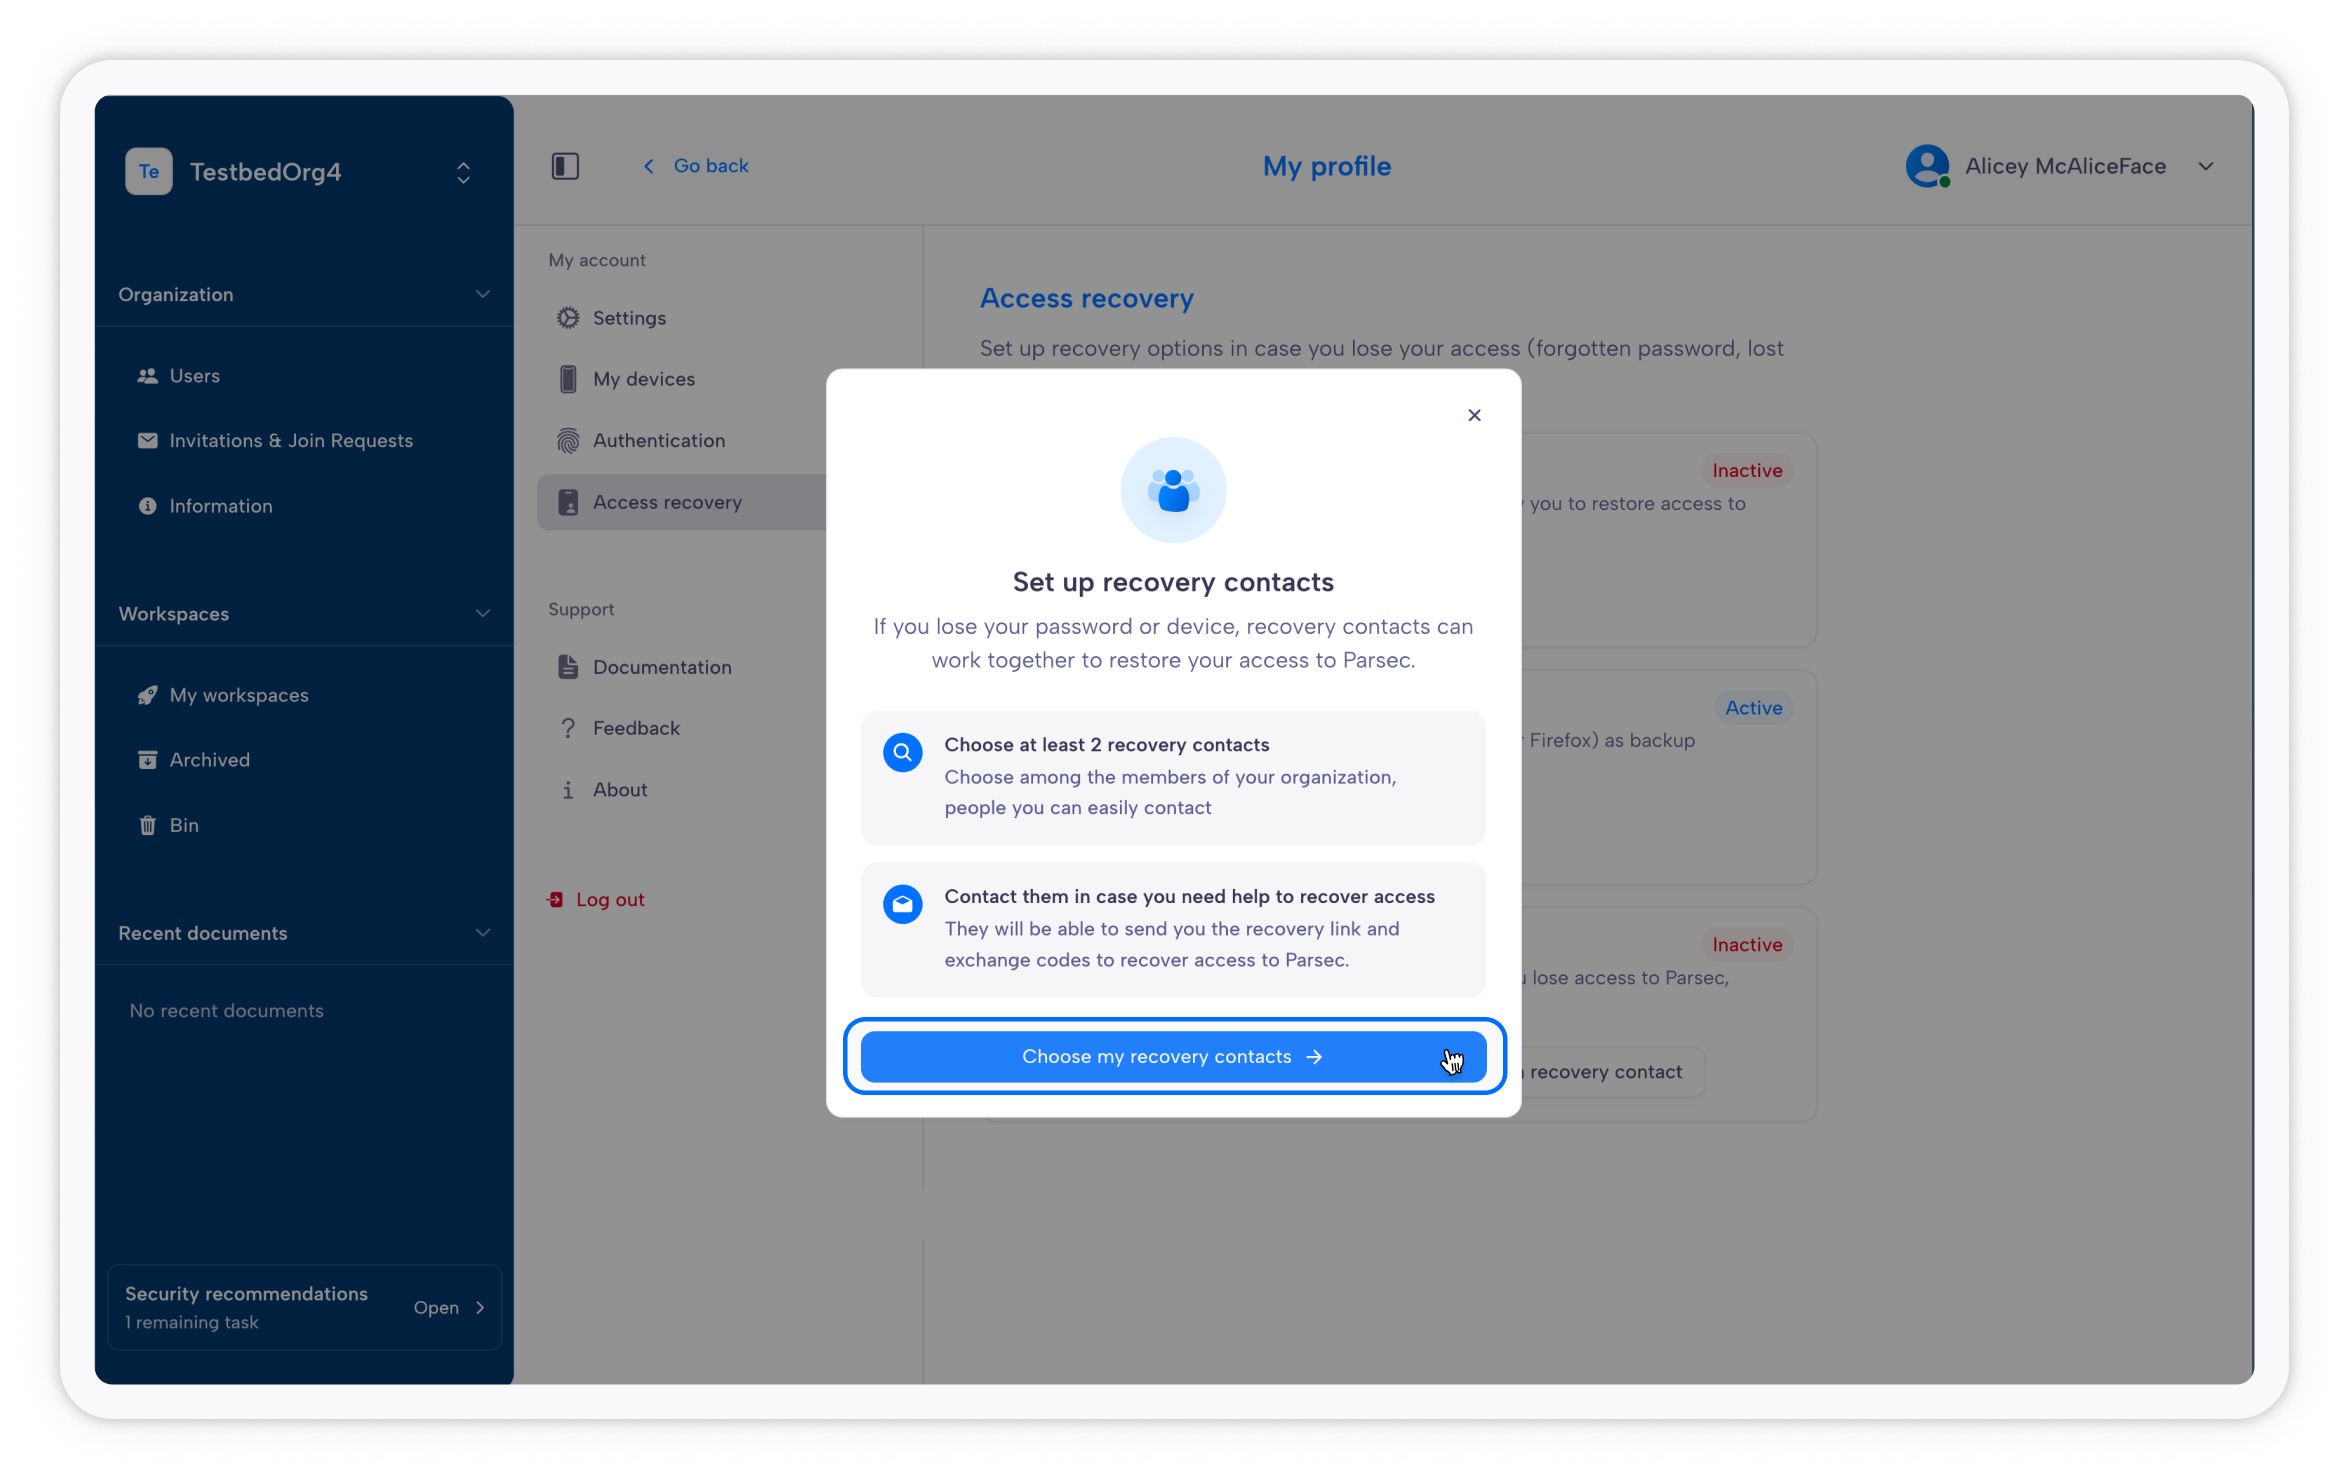 Te
TestbedOrg4
Organization
Users
Invitations & Join Requests
Information
Workspaces
My workspaces
Archived
Bin
Recent documents
No recent documents
Security recommendations
1 remaining task
Open
Go back
My profile
Alicey McAliceFace
My account
Settings
My devices
Authentication
Access recovery
Support
Documentation
Feedback
About
Log out
Access recovery
Set up recovery options in case you lose your access (forgotten password, lost
Inactive
you to restore access to
Active
Firefox) as backup
Inactive
lose access to Parsec,
recovery contact
Set up recovery contacts
If you lose your password or device, recovery contacts can
work together to restore your access to Parsec.
Choose at least 2 recovery contacts
Choose among the members of your organization,
people you can easily contact
Contact them in case you need help to recover access
They will be able to send you the recovery link and
exchange codes to recover access to Parsec.
Choose my recovery contacts